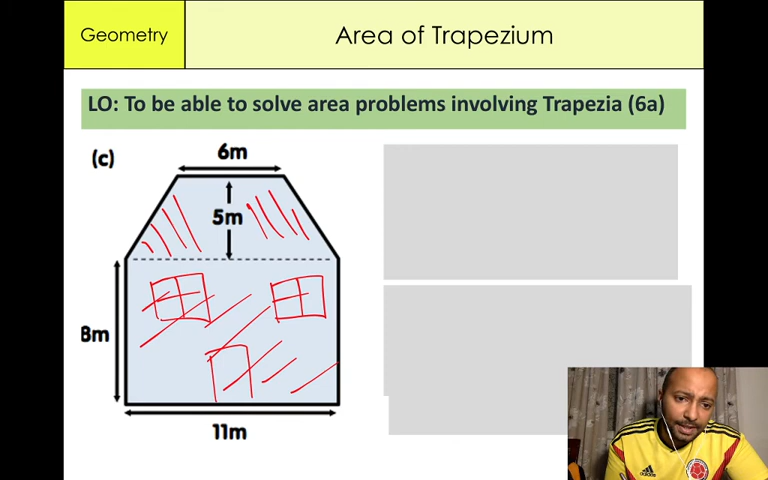 Geometry
Area of Trapezium
LO: To be able to solve area problems involving Trapezia (6a)
(c)
6m
5m
8m
11m
adidas